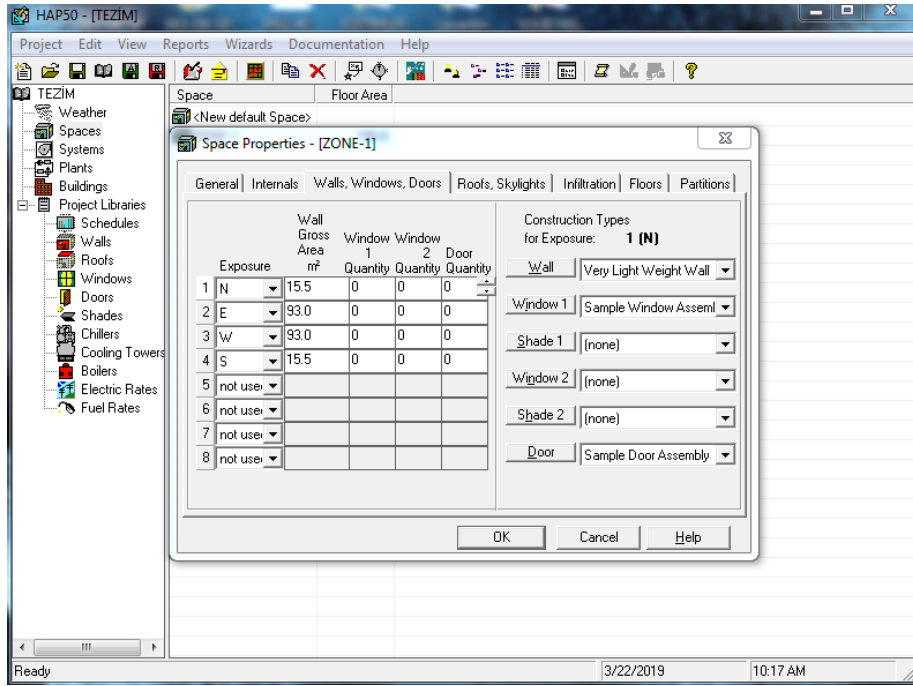 HAP50 - [TEZİM]
Project Edit View Reports Wizards Documentation Help
TEZİM
Weather
Spaces
Systems
Plants
Buildings
Project Libraries
Schedules
Walls
Roofs
Windows
Doors
Shades
Chillers
Cooling Towers
Boilers
Electric Rates
Fuel Rates
Space Floor Area
<New default Space>
Space Properties - [ZONE-1]
General Internals Walls, Windows, Doors Roofs, Skylights Infiltration Floors Partitions
Wall
Gross Window Window
Area 1 2 Door
Exposure m² Quantity Quantity Quantity
1 N 15.5 0 0 0
2 E 93.0 0 0 0
3 W 93.0 0 0 0
4 S 15.5 0 0 0
5 not use
6 not use
7 not use
8 not use
Construction Types
for Exposure: 1 (N)
Wall Very Light Weight Wall
Window 1 Sample Window Asseml
Shade 1 (none)
Window 2 (none)
Shade 2 (none)
Door Sample Door Assembly
OK Cancel Help
Ready 3/22/2019 10:17 AM